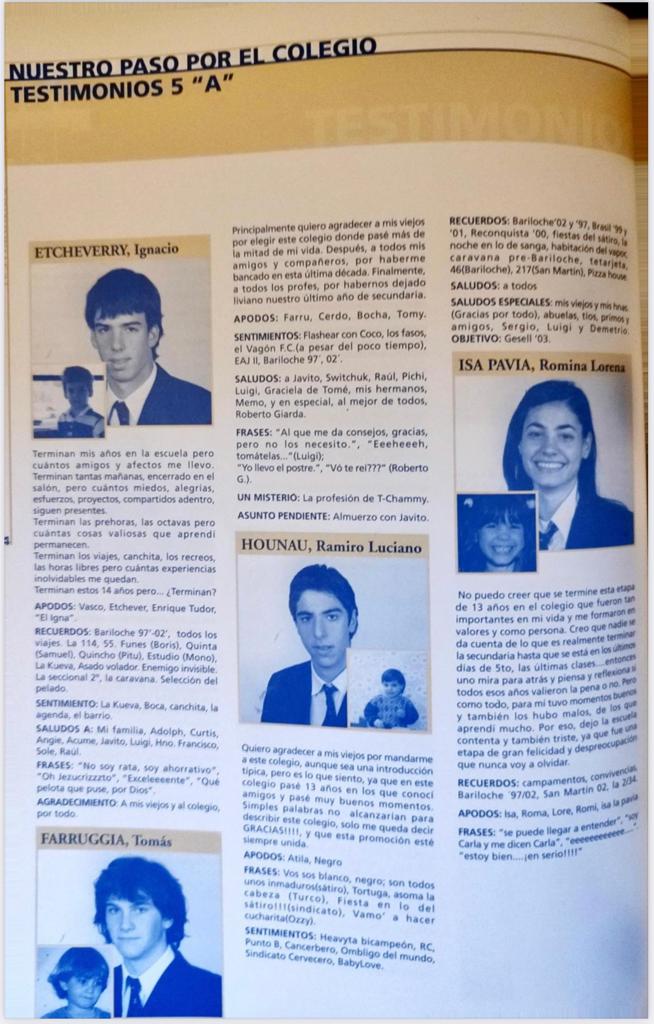 NUESTRO PASO POR EL COLEGIO
TESTIMONIOS 5 "A"
TESTIMONIO
ETCHEVERRY, Ignacio
Terminan mis años en la escuela pero
cuántos amigos y afectos me llevo.
Terminan tantas mañanas, encerrado en el
salón, pero cuántos miedos, alegrías,
esfuerzos, proyectos, compartidos adentro,
siguen presentes.
Terminan las prehoras, las octavas pero
cuántas cosas valiosas que aprendí
permanecen.
Terminan los viajes, canchita, los recreos,
las horas libres pero cuántas experiencias
inolvidables me quedan.
Terminan estos 14 años pero... ¿Terminan?
APODOS: Vasco, Etchever, Enrique Tudor,
"El Igna".
RECUERDOS: Bariloche 97'-02', todos los
viajes. La 114, 55. Funes (Boris), Quinta
(Samuel), Quincho (Pitu), Estudio (Mono),
La Kueva, Asado volador. Enemigo invisible.
La seccional 2º, la caravana. Selección del
pelado.
SENTIMIENTO: La Kueva, Boca, canchita, la
agenda, el barrio.
SALUDOS A: Mi familia, Adolph, Curtis,
Angie, Acume, Javito, Luigi, Hno. Francisco,
Sole, Raúl.
FRASES: "No soy rata, soy ahorrativo",
"Oh Jezucrizzzto", "Exceleeeente", "Qué
pelota que puse, por Dios".
AGRADECIMIENTO: A mis viejos y al colegio,
por todo.
FARRUGGIA, Tomás
Principalmente quiero agradecer a mis viejos
por elegir este colegio donde pasé más de
la mitad de mi vida. Después, a todos mis
amigos y compañeros, por haberme
bancado en esta última década. Finalmente,
a todos los profes, por habernos dejado
liviano nuestro último año de secundaria.
APODOS: Farru, Cerdo, Bocha, Tomy.
SENTIMIENTOS: Flashear con Coco, los fasos,
el Vagón F.C.(a pesar del poco tiempo),
EAJ II, Bariloche 97', 02'.
SALUDOS: a Javito, Switchuk, Raúl, Pichi,
Luigi, Graciela de Tomé, mis hermanos,
Memo, y en especial, al mejor de todos,
Roberto Giarda.
FRASES: "Al que me da consejos, gracias,
pero no los necesito.", "Eeeheeeh,
tomátelas..."(Luigi);
"Yo llevo el postre.", "Vó te rei???" (Roberto
G.).
UN MISTERIO: La profesión de T-Chammy.
ASUNTO PENDIENTE: Almuerzo con Javito.
HOUNAU, Ramiro Luciano
Quiero agradecer a mis viejos por mandarme
a este colegio, aunque sea una introducción
típica, pero es lo que siento, ya que en este
colegio pasé 13 años en los que conocí
amigos y pasé muy buenos momentos.
Simples palabras no alcanzarían para
describir este colegio, solo me queda decir
GRACIAS!!!!, y que esta promoción esté
siempre unida.
APODOS: Atila, Negro
FRASES: Vos sos blanco, negro; son todos
unos inmaduros(sátiro), Tortuga, asoma la
cabeza (Turco), Fiesta en lo del
sátiro!!!(sindicato), Vamo' a hacer
cucharita(Ozzy).
SENTIMIENTOS: Heavyta bicampeón, RC,
Punto B, Cancerbero, Ombligo del mundo,
Sindicato Cervecero, BabyLove.
RECUERDOS: Bariloche'02 y '97, Brasil '99 y
'01, Reconquista '00, fiestas del sátiro, la
noche en lo de sanga, habitación del vapor,
caravana pre-Bariloche, tetarjeta,
46(Bariloche), 217(San Martín), Pizza house.
SALUDOS: a todos
SALUDOS ESPECIALES: mis viejos y mis hnas.
(Gracias por todo), abuelas, tíos, primos y
amigos, Sergio, Luigi y Demetrio.
OBJETIVO: Gesell '03.
ISA PAVIA, Romina Lorena
No puedo creer que se termine esta etapa
de 13 años en el colegio que fueron tan
importantes en mi vida y me formaron en
valores y como persona. Creo que nadie se
da cuenta de lo que es realmente terminar
la secundaria hasta que se está en los últimos
días de 5to, las últimas clases....entonces
uno mira para atrás y piensa y reflexiona si
todos esos años valieron la pena o no. Pero
como todo, para mí tuvo momentos buenos
y también los hubo malos, de los que
aprendí mucho. Por eso, dejo la escuela
contenta y también triste, ya que fue una
etapa de gran felicidad y despreocupación
que nunca voy a olvidar.
RECUERDOS: campamentos, convivencias,
Bariloche '97/02, San Martín 02, la 2/34.
APODOS: Isa, Roma, Lore, Romi, isa la pavia
FRASES: "se puede llegar a entender", "soy
Carla y me dicen Carla", "eeeeeeeeeeee....",
"estoy bien....¡en serio!!!!"